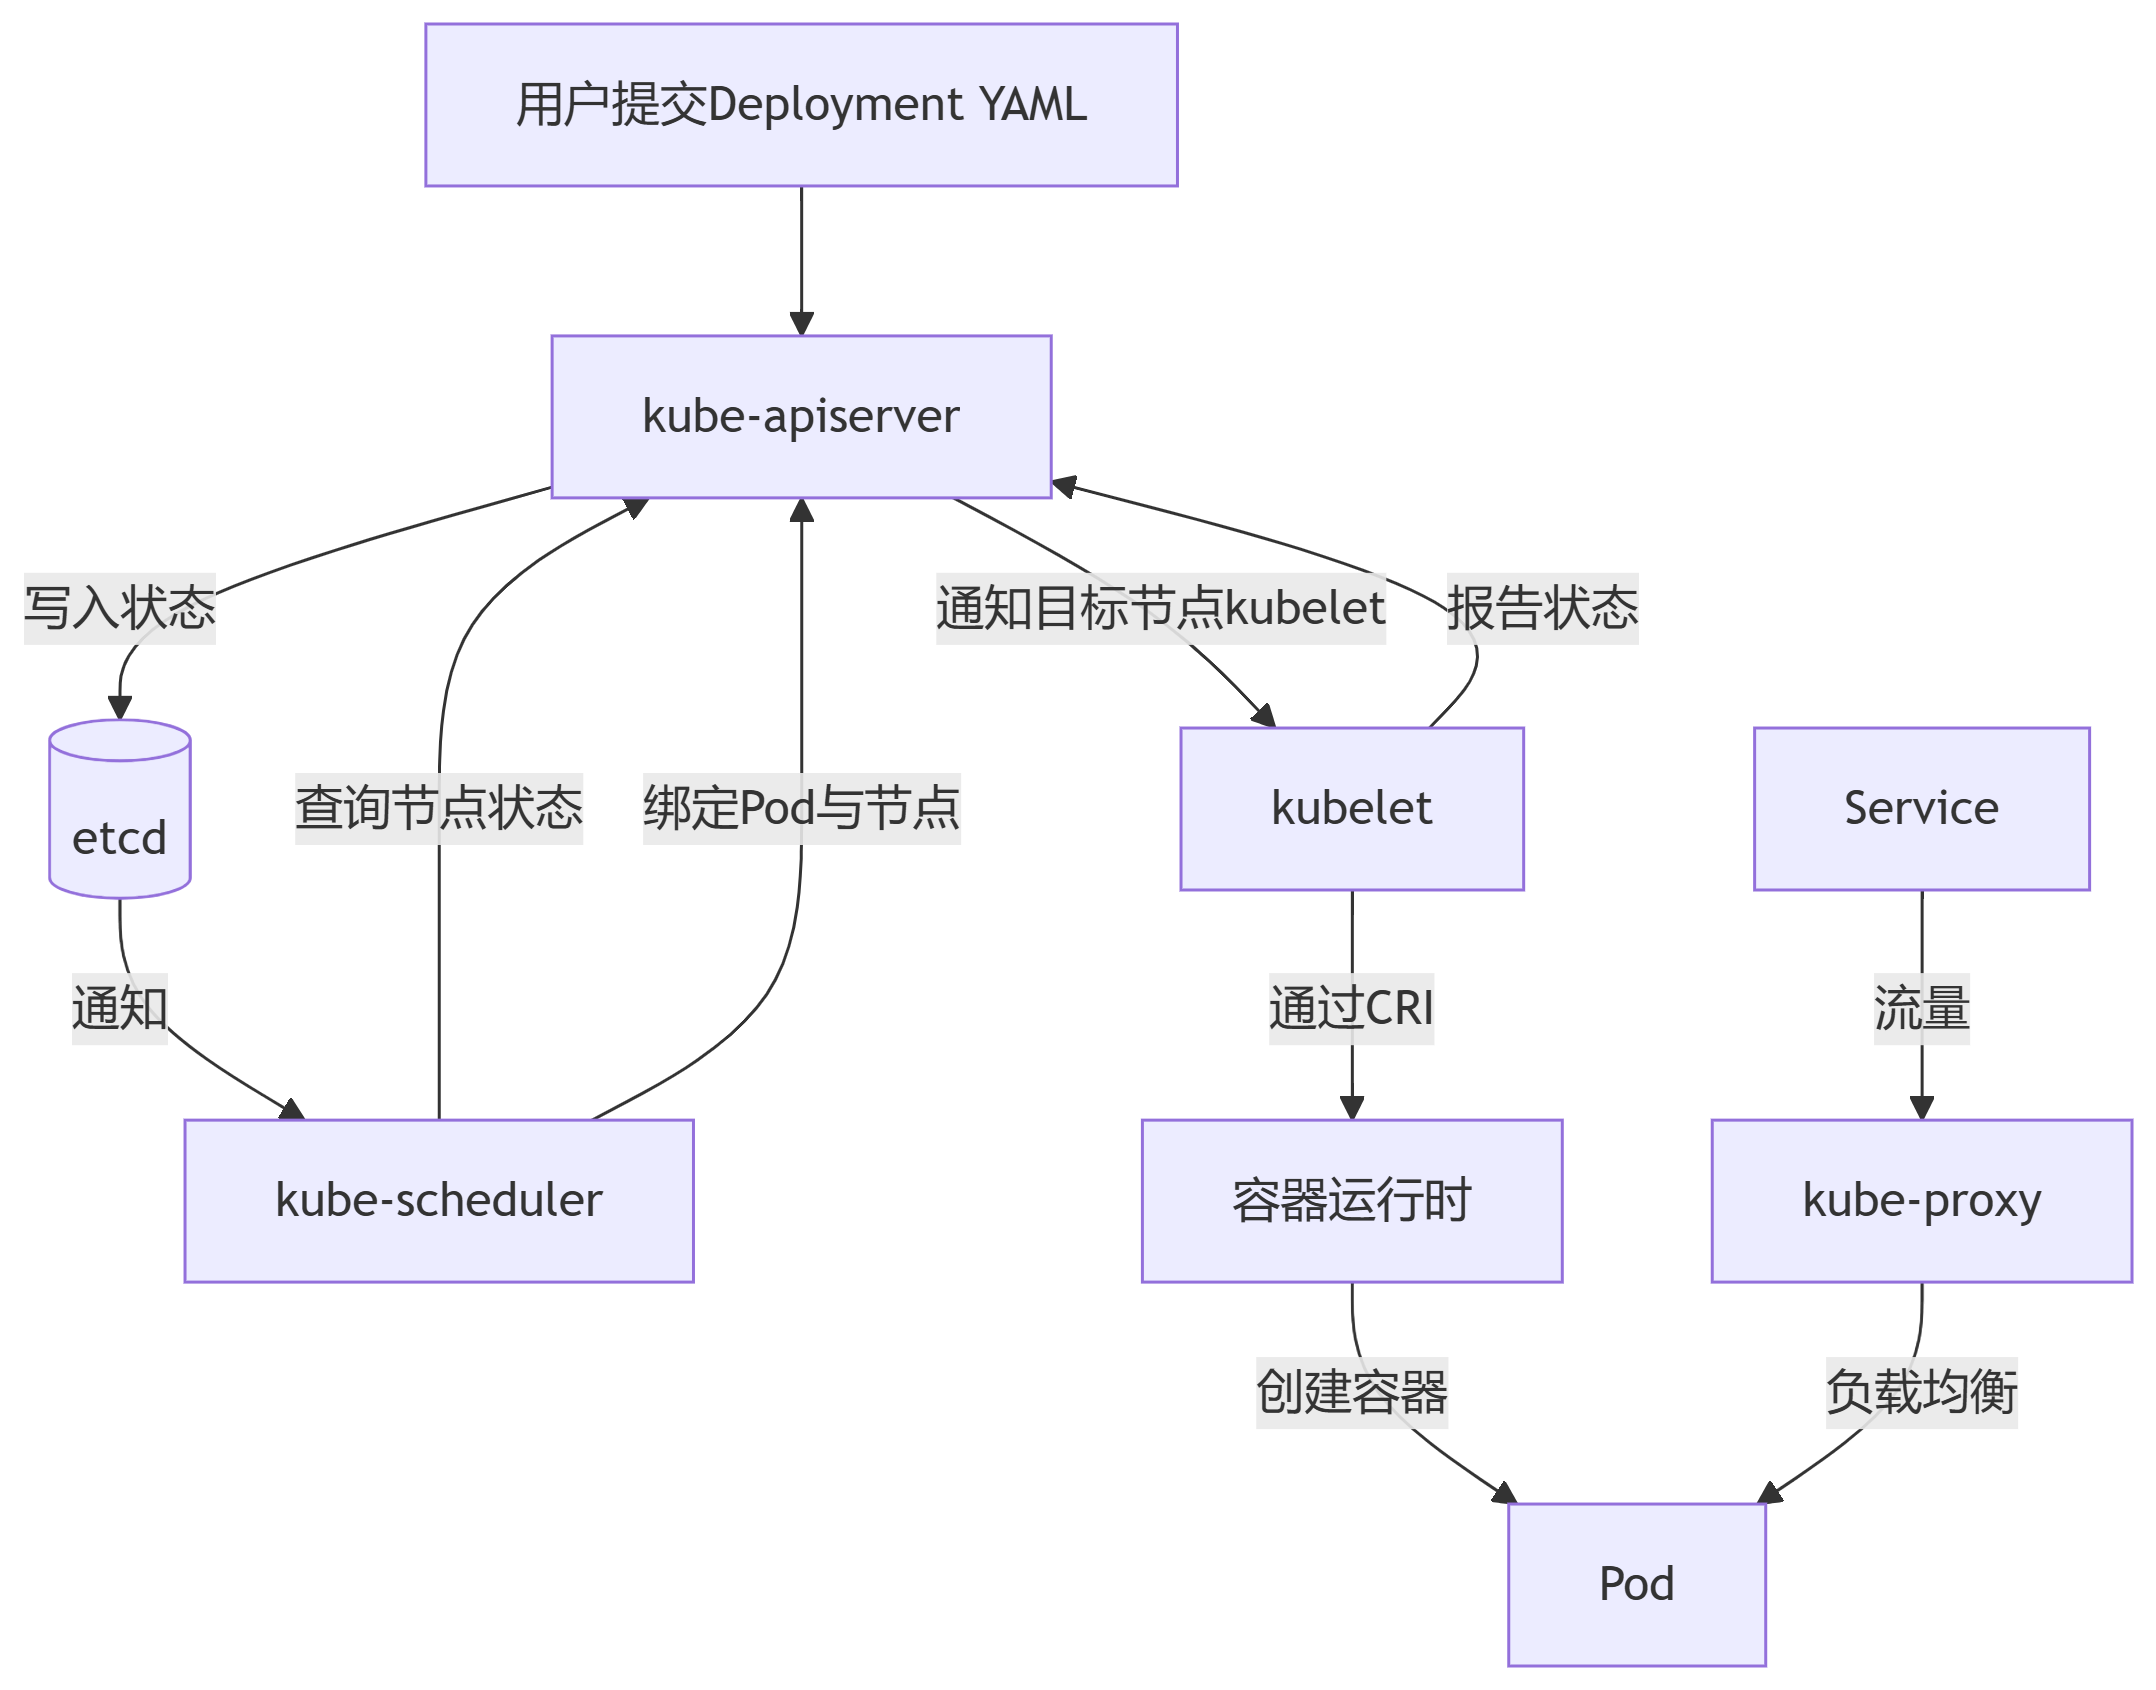 用户提交Deployment YAML
kube-apiserver
写入状态
通知目标节点kubelet
报告状态
etcd
查询节点状态
绑定Pod与节点
kubelet
Service
通知
通过CRI
流量
kube-scheduler
容器运行时
kube-proxy
创建容器
负载均衡
Pod